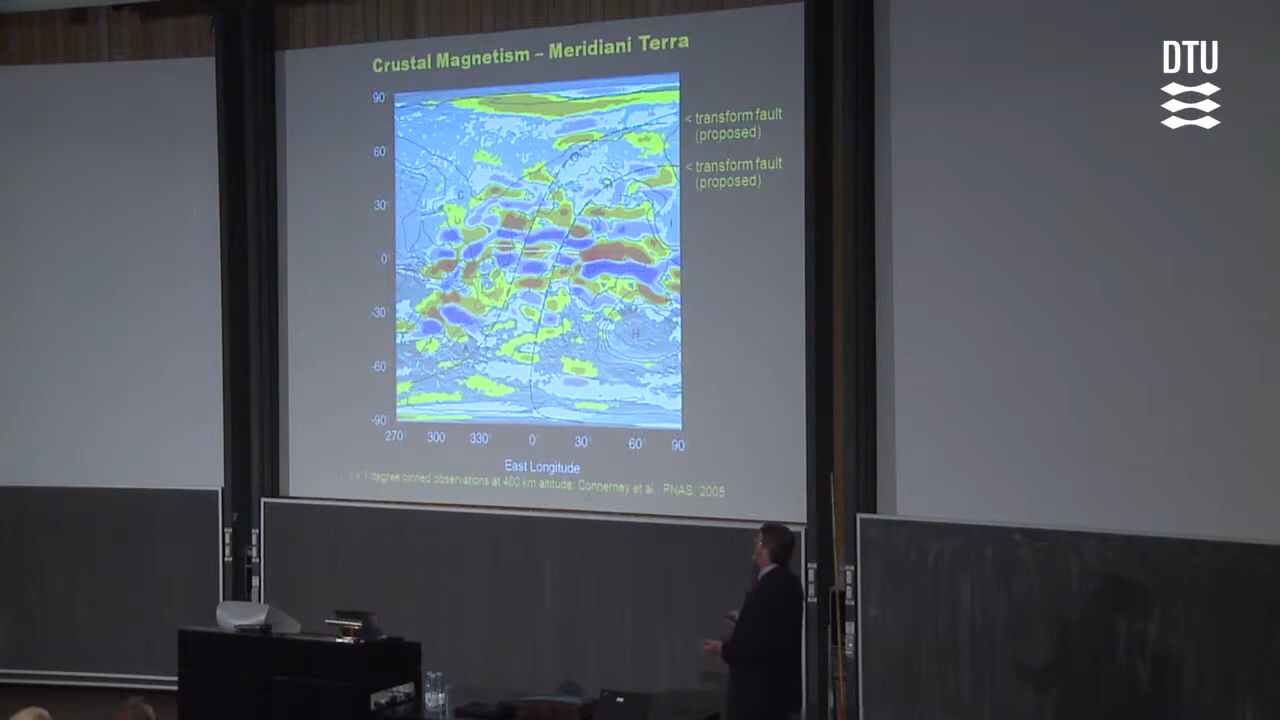 DTU
Crustal Magnetism – Meridiani Terra
90°
< transform fault
(proposed)
60°
< transform fault
(proposed)
30°
0°
-30°
H
-60°
-90°
270° 300° 330° 0° 30° 60° 90°
East Longitude
1 x 1 degree binned observations at 400 km altitude: Connerney et al., PNAS, 2005